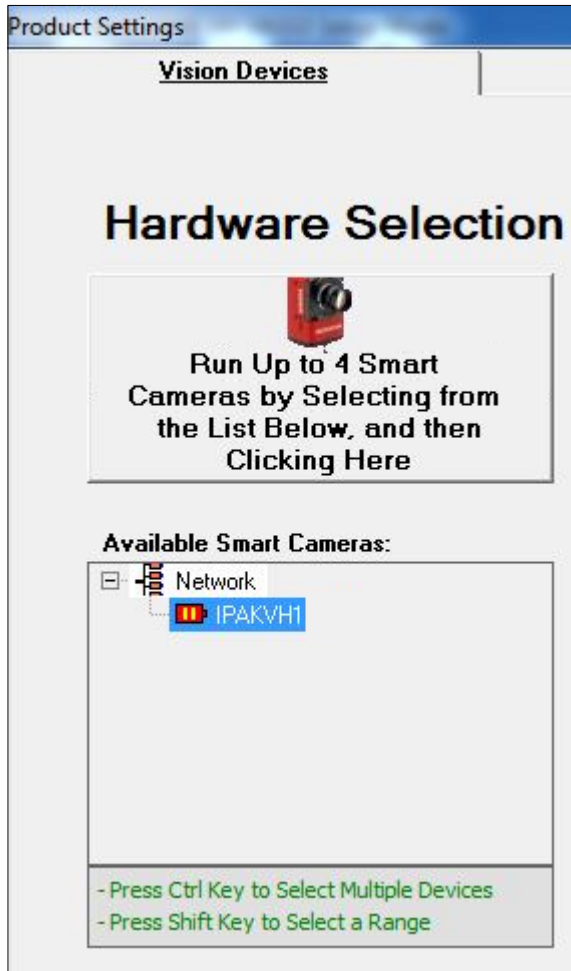 Product Settings
Vision Devices
Hardware Selection
Run Up to 4 Smart
Cameras by Selecting from
the List Below, and then
Clicking Here
Available Smart Cameras:
Network
IPAKVH1
- Press Ctrl Key to Select Multiple Devices
- Press Shift Key to Select a Range